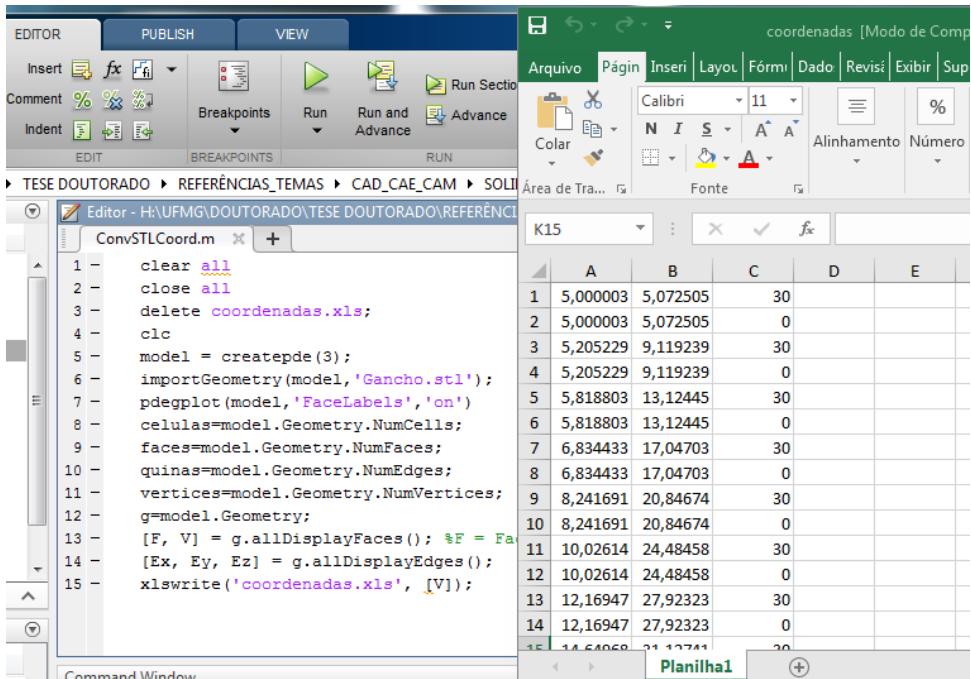 EDITOR PUBLISH VIEW
Insert fx fi
Comment %
Indent
Breakpoints
Run
Run and Advance
Run Sectio
Advance
EDIT BREAKPOINTS RUN
TESE DOUTORADO REFERÊNCIAS_TEMAS CAD_CAE_CAM SOLI
Editor - H:\UFMG\DOUTORADO\TESE DOUTORADO\REFERÊNCI
ConvSTLCoord.m
1 – clear all
2 – close all
3 – delete coordenadas.xls;
4 – clc
5 – model = createpde(3);
6 – importGeometry(model,'Gancho.stl');
7 – pdegplot(model,'FaceLabels','on')
8 – celulas=model.Geometry.NumCells;
9 – faces=model.Geometry.NumFaces;
10 – quinas=model.Geometry.NumEdges;
11 – vertices=model.Geometry.NumVertices;
12 – g=model.Geometry;
13 – [F, V] = g.allDisplayFaces(); %F = Fa
14 – [Ex, Ey, Ez] = g.allDisplayEdges();
15 – xlswrite('coordenadas.xls', [V]);
Command Window
coordenadas [Modo de Comp
Arquivo Págin Inseri Layou Fórmu Dado Revisã Exibir Sup
Colar
Calibri 11
N I S A A
A
Alinhamento
%
Número
Área de Tra... Fonte
K15 fx
A B C D E
1 5,000003 5,072505 30
2 5,000003 5,072505 0
3 5,205229 9,119239 30
4 5,205229 9,119239 0
5 5,818803 13,12445 30
6 5,818803 13,12445 0
7 6,834433 17,04703 30
8 6,834433 17,04703 0
9 8,241691 20,84674 30
10 8,241691 20,84674 0
11 10,02614 24,48458 30
12 10,02614 24,48458 0
13 12,16947 27,92323 30
14 12,16947 27,92323 0
15 14,64968 31,12741 30
Planilha1